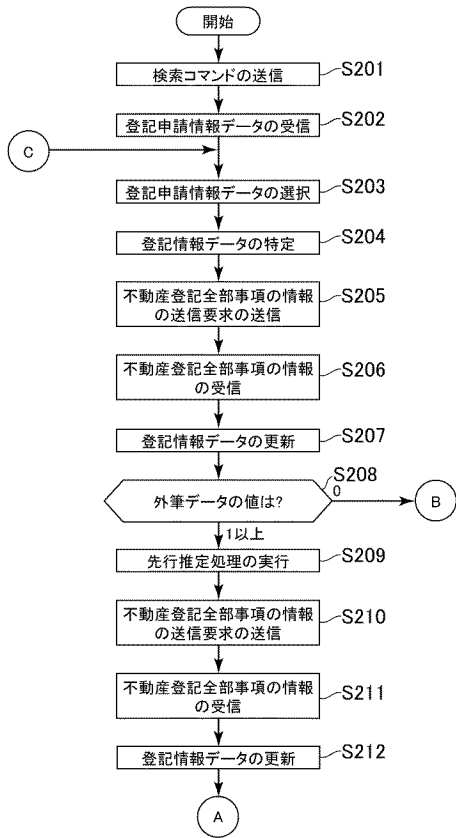 開始
検索コマンドの送信
S201
登記申請情報データの受信
S202
C
登記申請情報データの選択
S203
登記情報データの特定
S204
不動産登記全部事項の情報
の送信要求の送信
S205
不動産登記全部事項の情報
の受信
S206
登記情報データの更新
S207
外筆データの値は?
S208
0
B
1以上
先行推定処理の実行
S209
不動産登記全部事項の情報
の送信要求の送信
S210
不動産登記全部事項の情報
の受信
S211
登記情報データの更新
S212
A